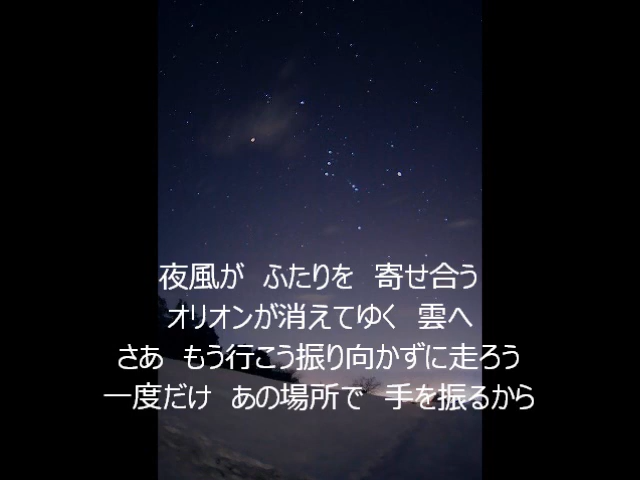 夜風が　ふたりを　寄せ合う
オリオンが消えてゆく　雲へ
さあ　もう行こう振り向かずに走ろう
一度だけ　あの場所で　手を振るから